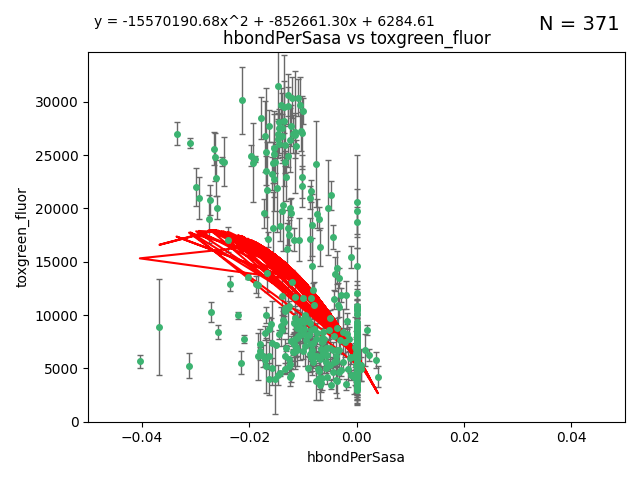 y = -15570190.68x^2 + -852661.30x + 6284.61
N = 371
hbondPerSasa vs toxgreen_fluor
toxgreen_fluor
30000
25000
20000
15000
10000
5000
0
−0.04
−0.02
0.00
0.02
0.04
hbondPerSasa